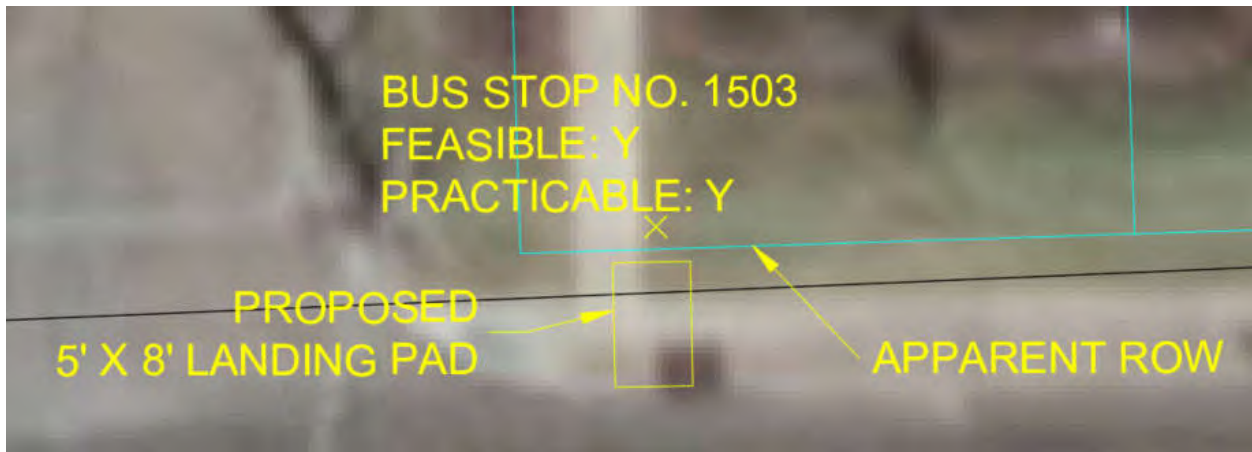 BUS STOP NO. 1503
FEASIBLE: Y
PRACTICABLE: Y
PROPOSED
5' X 8' LANDING PAD
APPARENT ROW